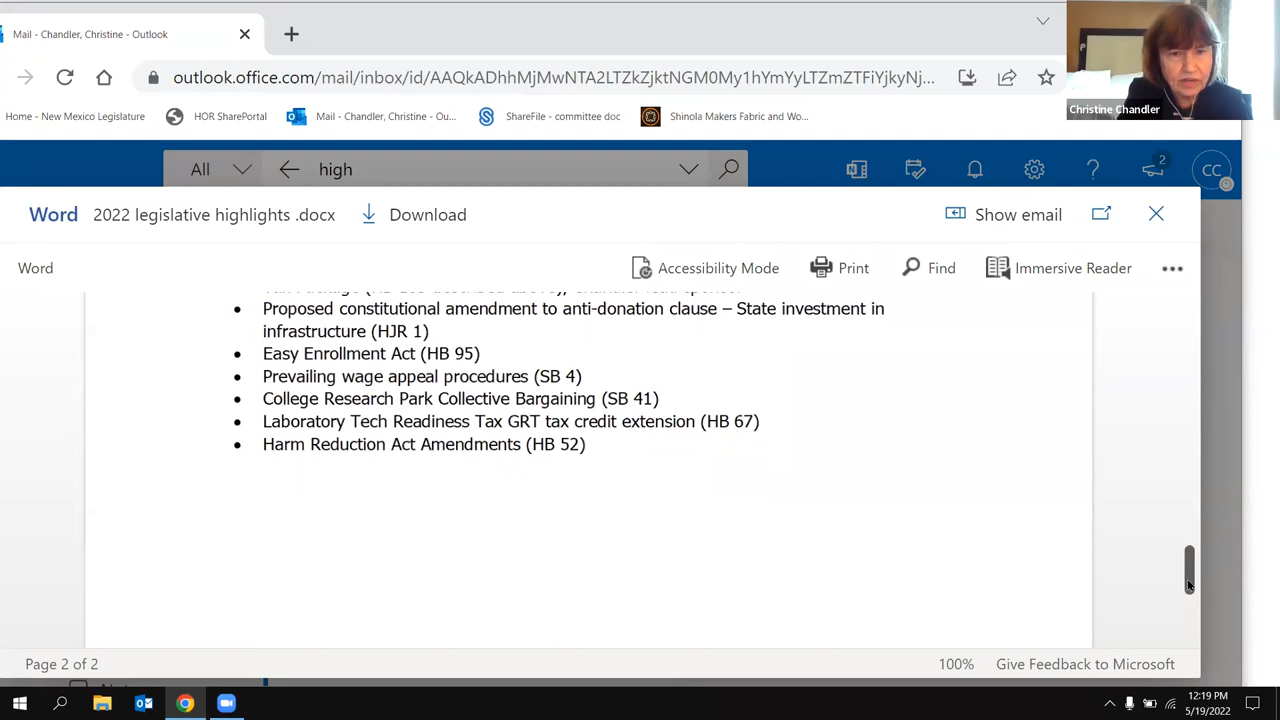 Mail - Chandler, Christine - Outlook
outlook.office.com/mail/inbox/id/AAQkADhhMjMwNTA2LTZkZjktNGM0My1hYmYyLTZmZTFiYjkyNj...
Christine Chandler
Home - New Mexico Legislature
HOR SharePortal
Mail - Chandler, Christine - Ou...
ShareFile - committee doc
Shinola Makers Fabric and Wo...
All
high
2
CC
Word
2022 legislative highlights .docx
Download
Show email
Word
Accessibility Mode
Print
Find
Immersive Reader
• Proposed constitutional amendment to anti-donation clause – State investment in
infrastructure (HJR 1)
• Easy Enrollment Act (HB 95)
• Prevailing wage appeal procedures (SB 4)
• College Research Park Collective Bargaining (SB 41)
• Laboratory Tech Readiness Tax GRT tax credit extension (HB 67)
• Harm Reduction Act Amendments (HB 52)
Page 2 of 2
100%
Give Feedback to Microsoft
12:19 PM
5/19/2022